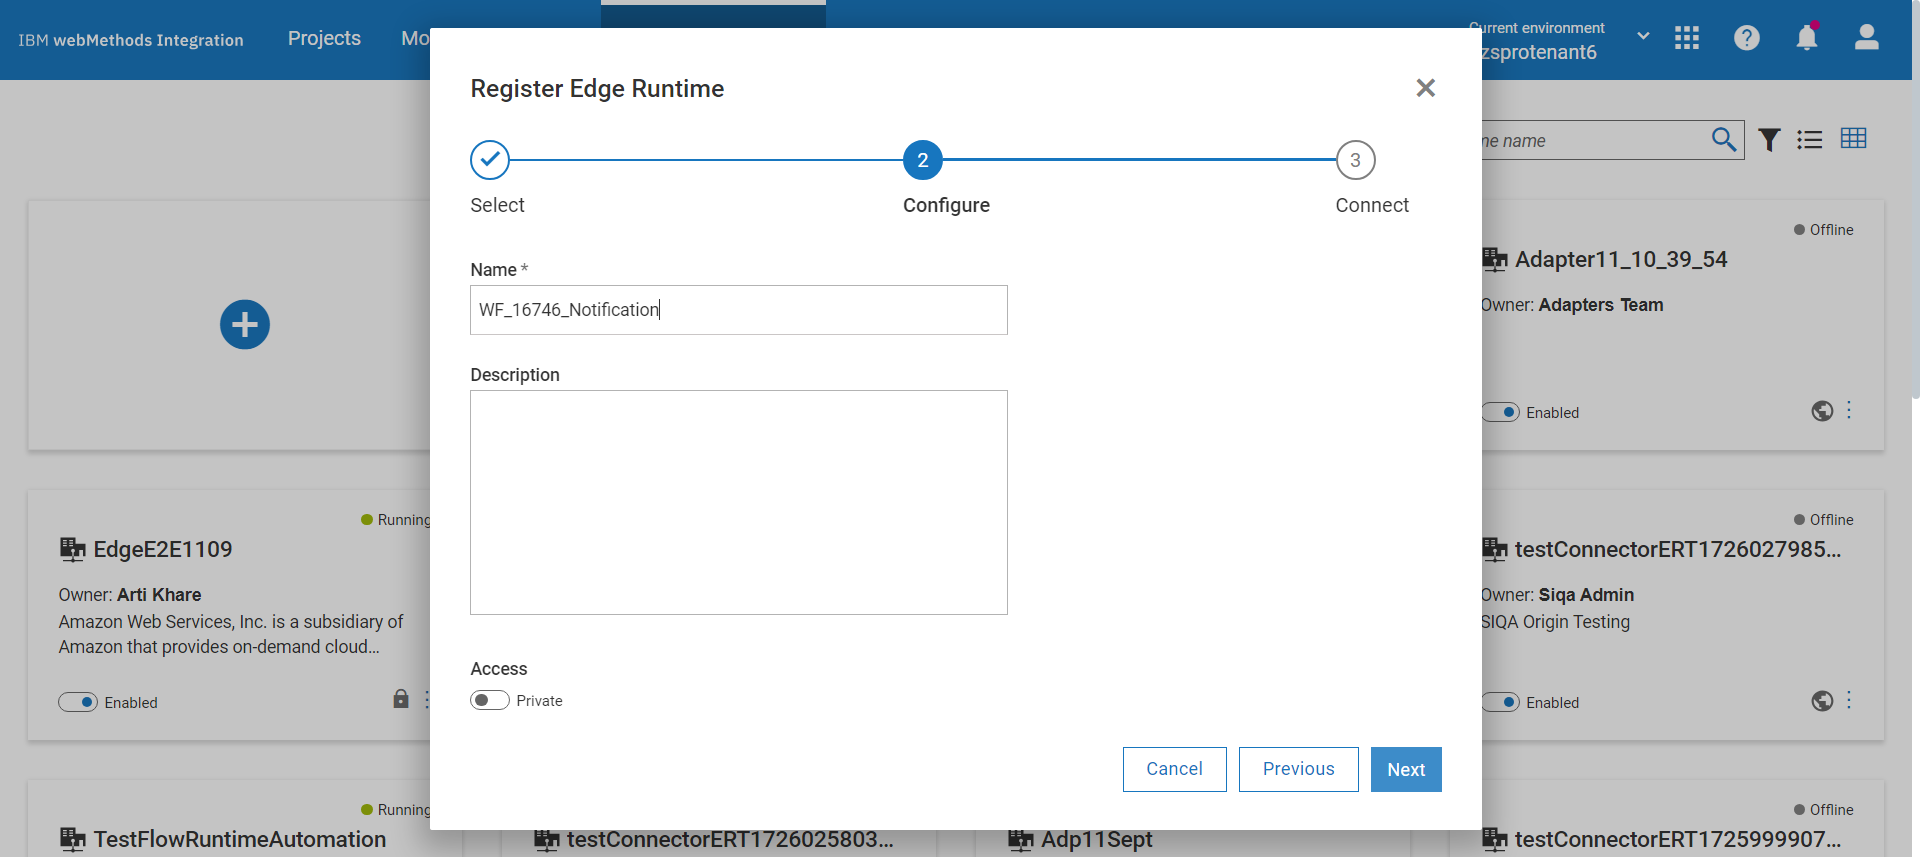 IBM webMethods Integration
Projects
Current environment
zsprotenant6
Register Edge Runtime
2
3
Select
Configure
Connect
Name *
WF_16746_Notification
Description
Access
Private
Cancel
Previous
Next
name
Offline
Adapter11_10_39_54
Owner: Adapters Team
Enabled
Running
EdgeE2E1109
Owner: Arti Khare
Amazon Web Services, Inc. is a subsidiary of
Amazon that provides on-demand cloud...
Enabled
Offline
testConnectorERT1726027985...
Owner: Siqa Admin
SIQA Origin Testing
Enabled
Running
TestFlowRuntimeAutomation
testConnectorERT1726025803...
Adp11Sept
Offline
testConnectorERT1725999907...